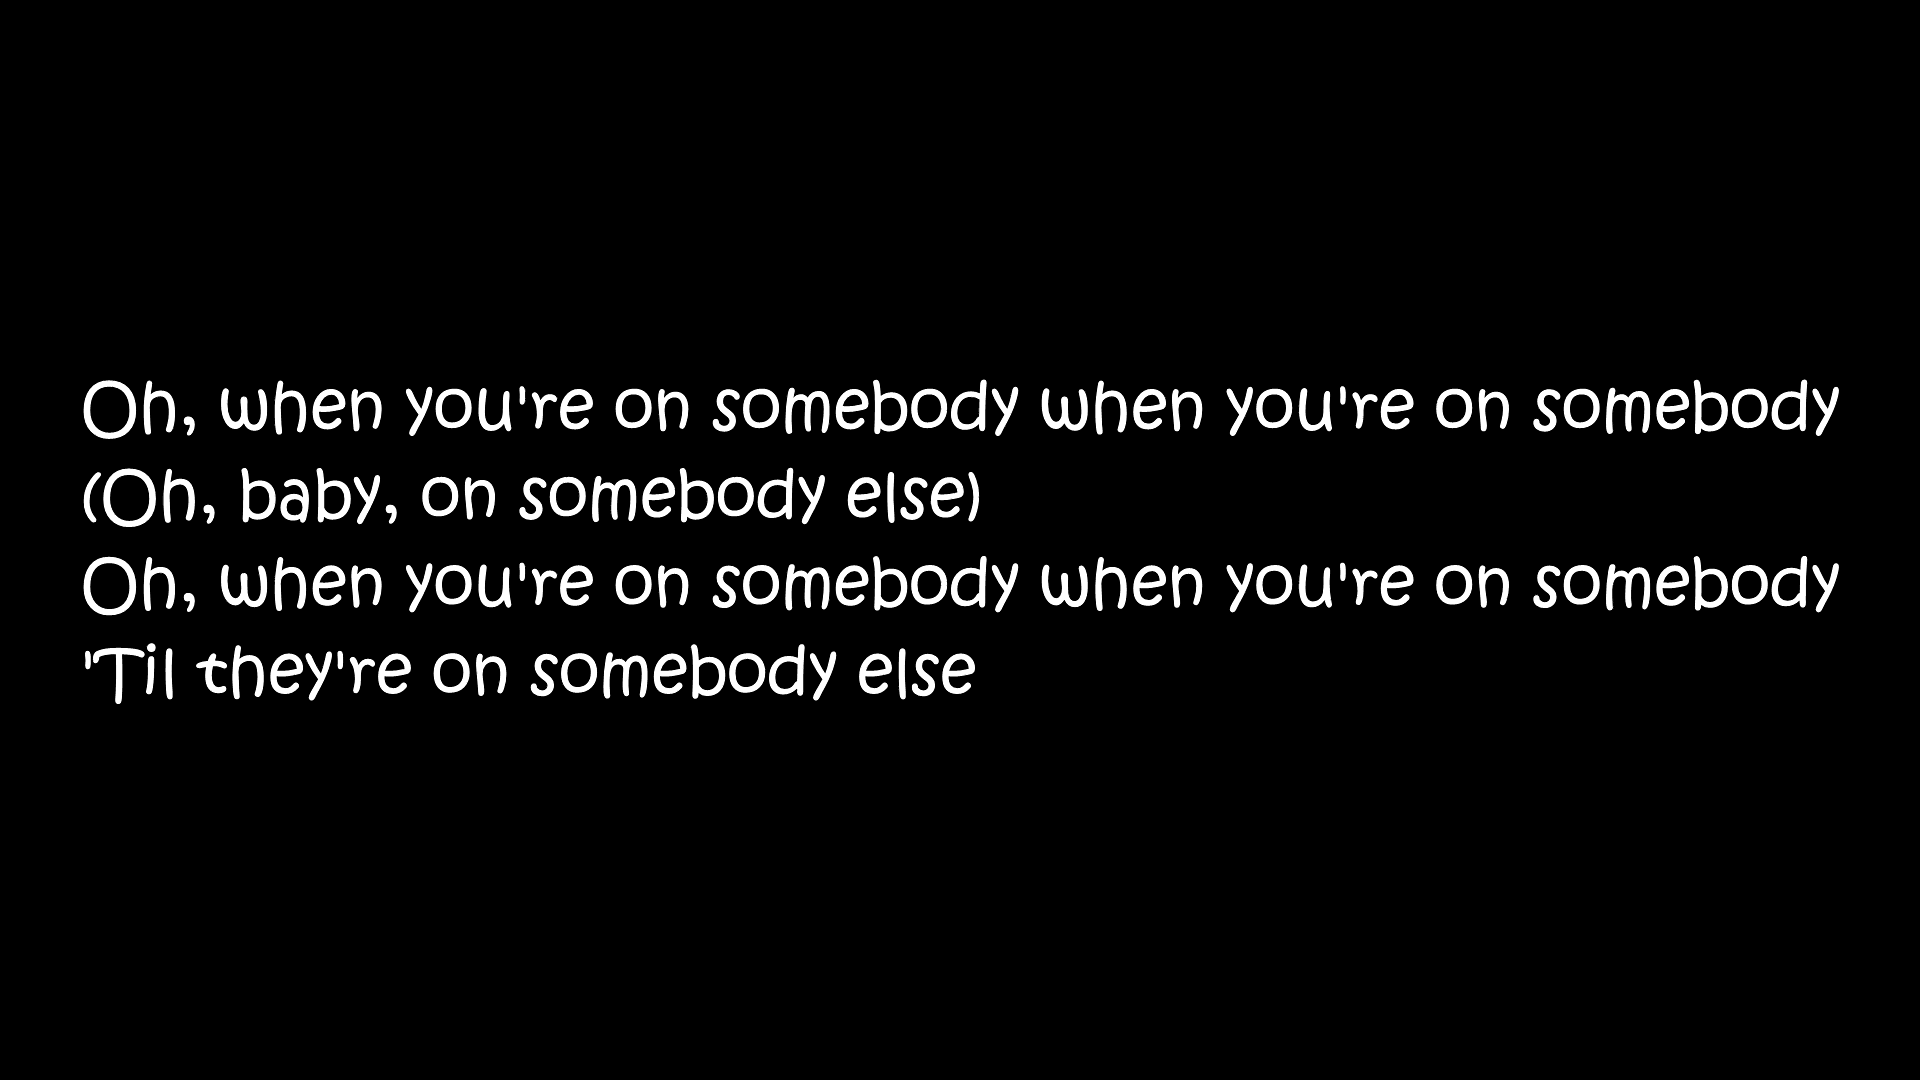 Oh, when you're on somebody when you're on somebody
(Oh, baby, on somebody else)
Oh, when you're on somebody when you're on somebody
'Til they're on somebody else